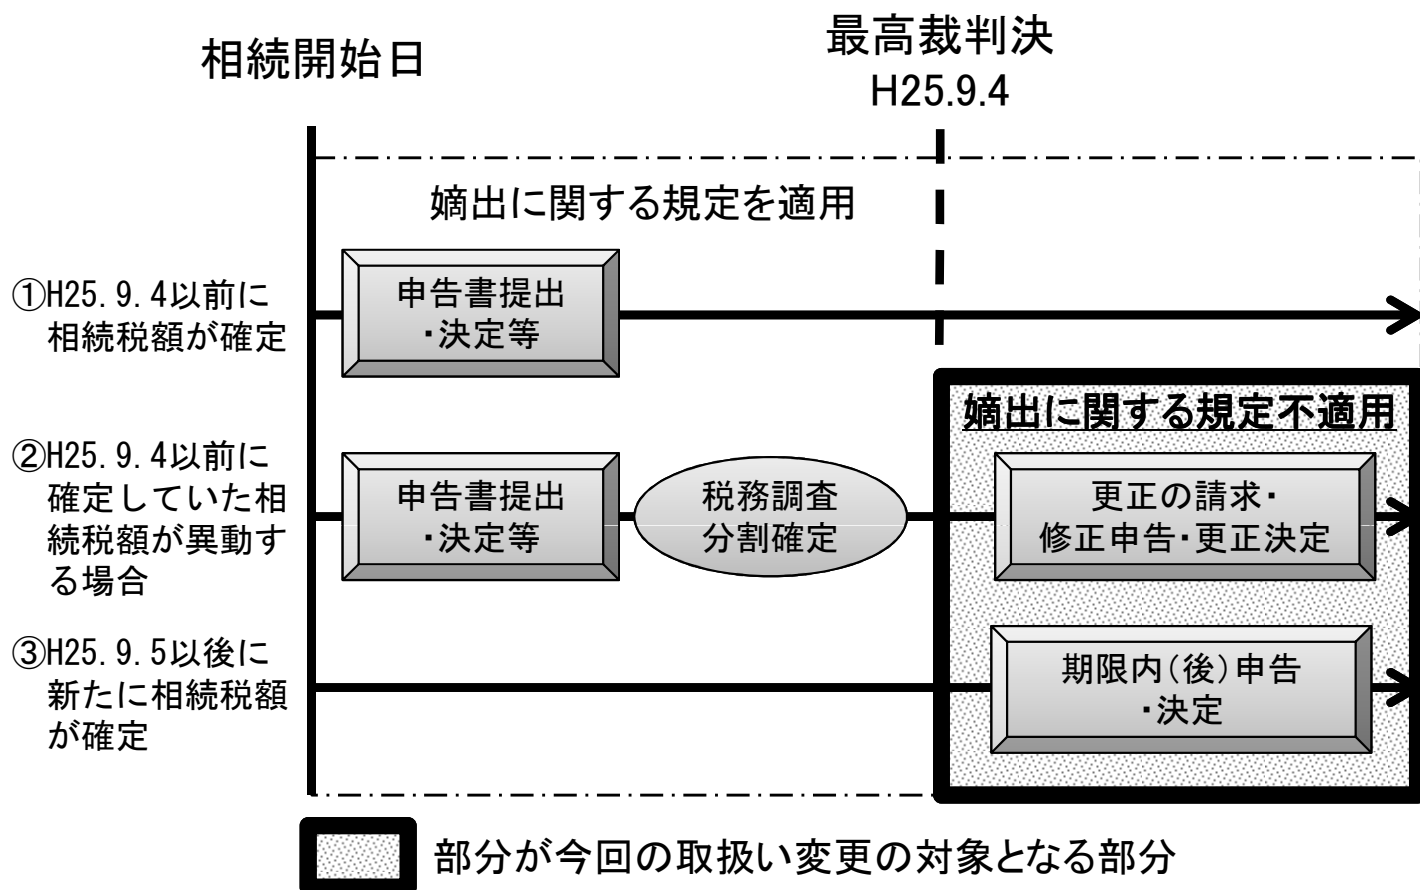 相続開始日
最高裁判決
H25.9.4
嫡出に関する規定を適用
①H25.9.4以前に
相続税額が確定
申告書提出
・決定等
嫡出に関する規定不適用
②H25.9.4以前に
確定していた相
続税額が異動す
る場合
申告書提出
・決定等
税務調査
分割確定
更正の請求・
修正申告・更正決定
③H25.9.5以後に
新たに相続税額
が確定
期限内(後)申告
・決定
部分が今回の取扱い変更の対象となる部分